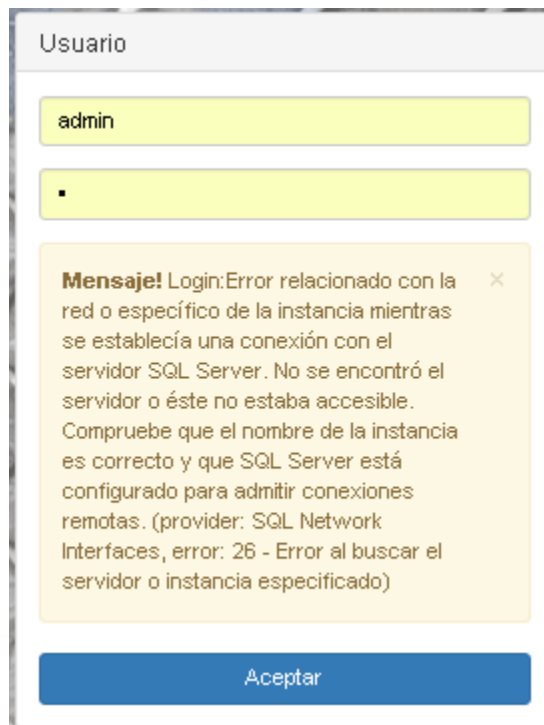 Usuario
admin
Mensaje! Login:Error relacionado con la
red o específico de la instancia mientras
se establecía una conexión con el
servidor SQL Server. No se encontró el
servidor o éste no estaba accesible.
Compruebe que el nombre de la instancia
es correcto y que SQL Server está
configurado para admitir conexiones
remotas. (provider: SQL Network
Interfaces, error: 26 - Error al buscar el
servidor o instancia especificado)
Aceptar